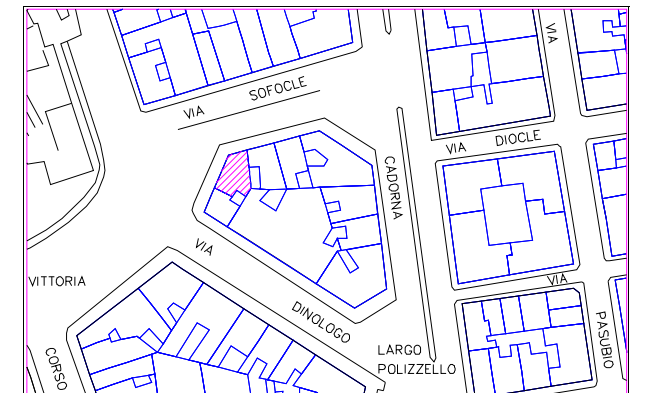 VIA
SOFOCLE
VIA
VIA
DIOCLE
CADORNA
VIA
DINOLOGO
VITTORIA
CORSO
LARGO
POLIZZELLO
VIA
PASUBIO